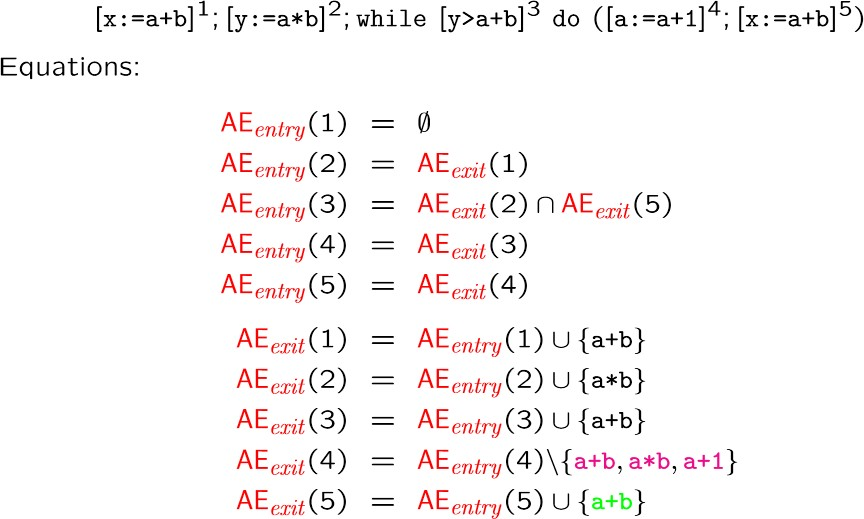 [x:=a+b]¹; [y:=a*b]²; while [y>a+b]³ do ([a:=a+1]⁴; [x:=a+b]⁵)
Equations:
AE_entry(1) = ∅
AE_entry(2) = AE_exit(1)
AE_entry(3) = AE_exit(2) ∩ AE_exit(5)
AE_entry(4) = AE_exit(3)
AE_entry(5) = AE_exit(4)
AE_exit(1) = AE_entry(1) ∪ {a+b}
AE_exit(2) = AE_entry(2) ∪ {a*b}
AE_exit(3) = AE_entry(3) ∪ {a+b}
AE_exit(4) = AE_entry(4)\{a+b, a*b, a+1}
AE_exit(5) = AE_entry(5) ∪ {a+b}